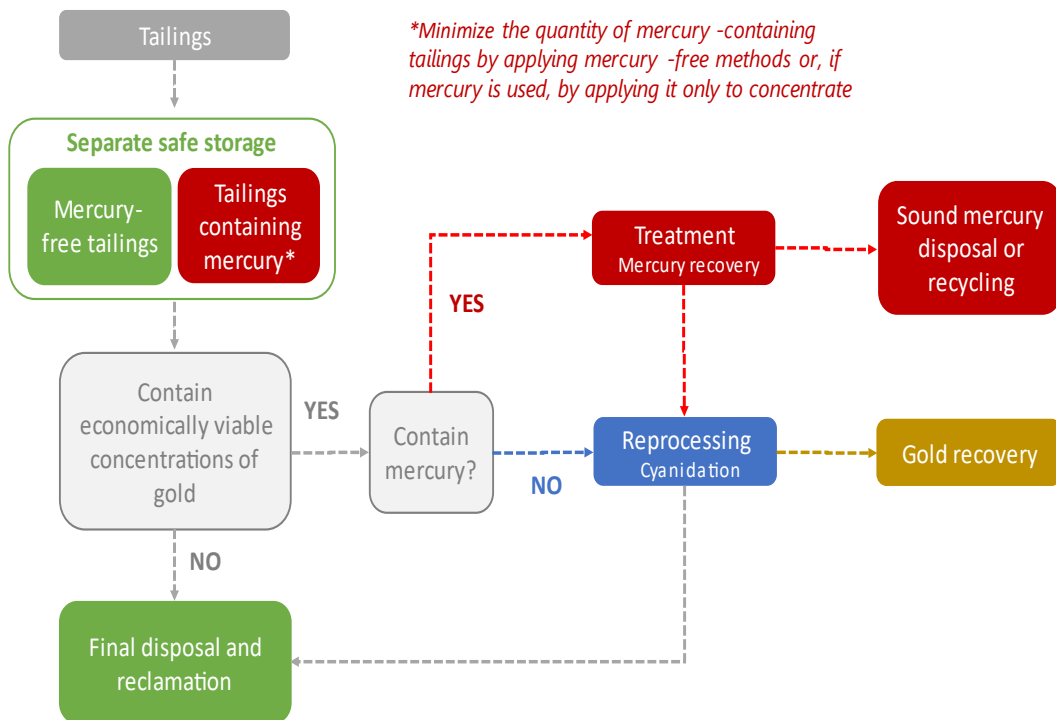 Tailings
*Minimize the quantity of mercury -containing
tailings by applying mercury -free methods or, if
mercury is used, by applying it only to concentrate
Separate safe storage
Mercury-
free tailings
Tailings
containing
mercury*
Treatment
Mercury recovery
Sound mercury
disposal or
recycling
YES
Contain
economically viable
concentrations of
gold
YES
Contain
mercury?
NO
Reprocessing
Cyanidation
Gold recovery
NO
Final disposal and
reclamation